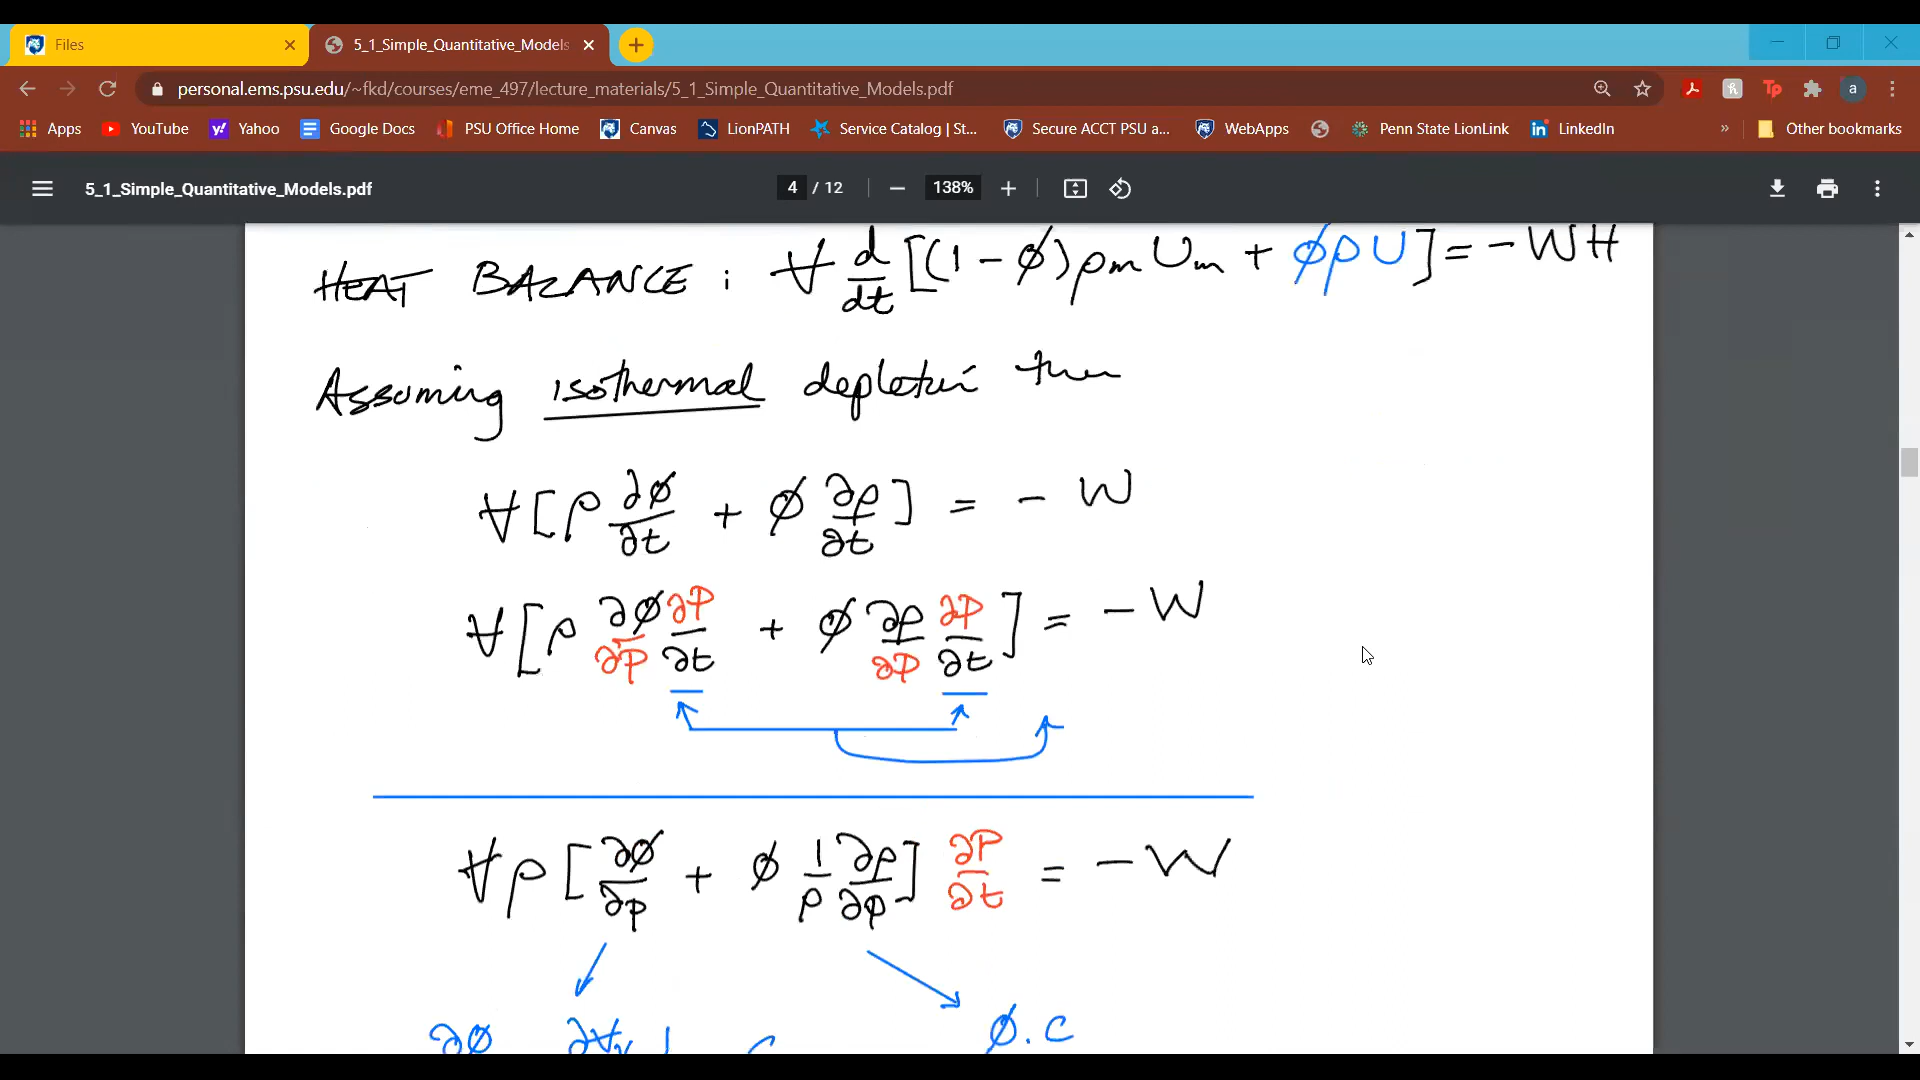 Files
5_1_Simple_Quantitative_Models
personal.ems.psu.edu/~fkd/courses/eme_497/lecture_materials/5_1_Simple_Quantitative_Models.pdf
Apps YouTube Yahoo Google Docs PSU Office Home Canvas LionPATH Service Catalog | St... Secure ACCT PSU a... WebApps Penn State LionLink LinkedIn » Other bookmarks
5_1_Simple_Quantitative_Models.pdf 4 / 12 138%
HEAT BALANCE : ∀ d/dt [(1 - ϕ)ρm Um + ϕρU] = - WH
Assuming isothermal depletion then
∀[ρ ∂ϕ/∂t + ϕ ∂ρ/∂t] = - W
∀[ρ ∂ϕ/∂P ∂P/∂t + ϕ ∂ρ/∂P ∂P/∂t] = - W
∀ρ[∂ϕ/∂P + ϕ 1/ρ ∂ρ/∂P] ∂P/∂t = - W
∂ϕ ϕ.C